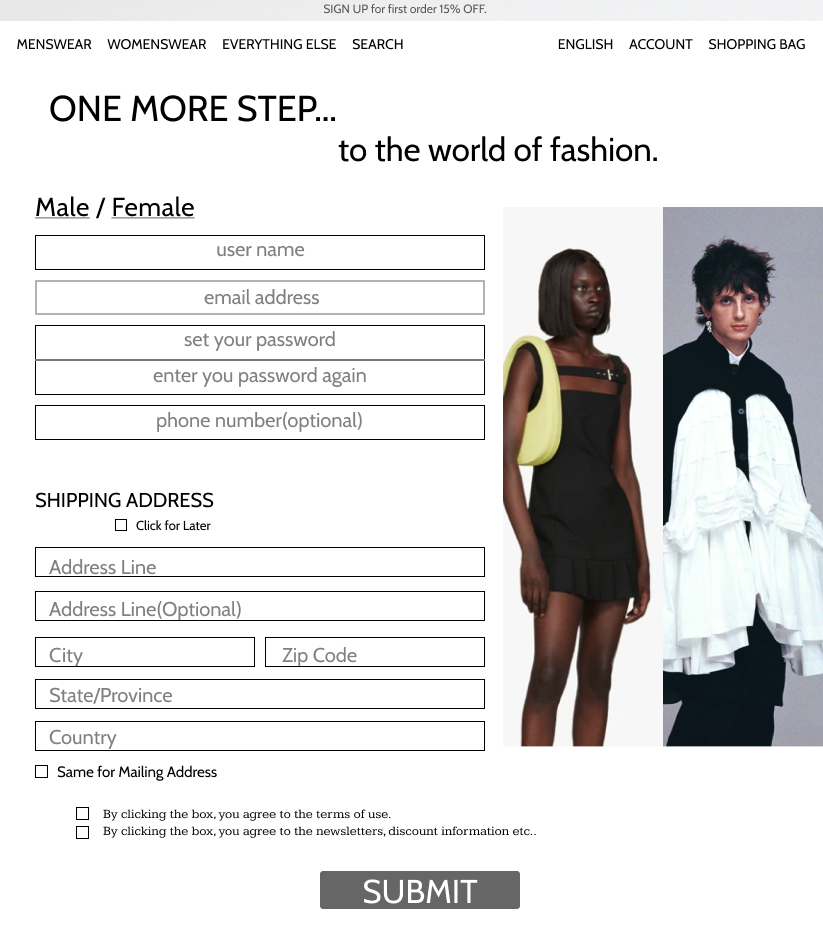 SIGN UP for first order 15% OFF.
MENSWEAR WOMENSWEAR EVERYTHING ELSE SEARCH ENGLISH ACCOUNT SHOPPING BAG
ONE MORE STEP...
to the world of fashion.
Male / Female
user name
email address
set your password
enter you password again
phone number(optional)
SHIPPING ADDRESS
Click for Later
Address Line
Address Line(Optional)
City Zip Code
State/Province
Country
Same for Mailing Address
By clicking the box, you agree to the terms of use.
By clicking the box, you agree to the newsletters, discount information etc..
SUBMIT